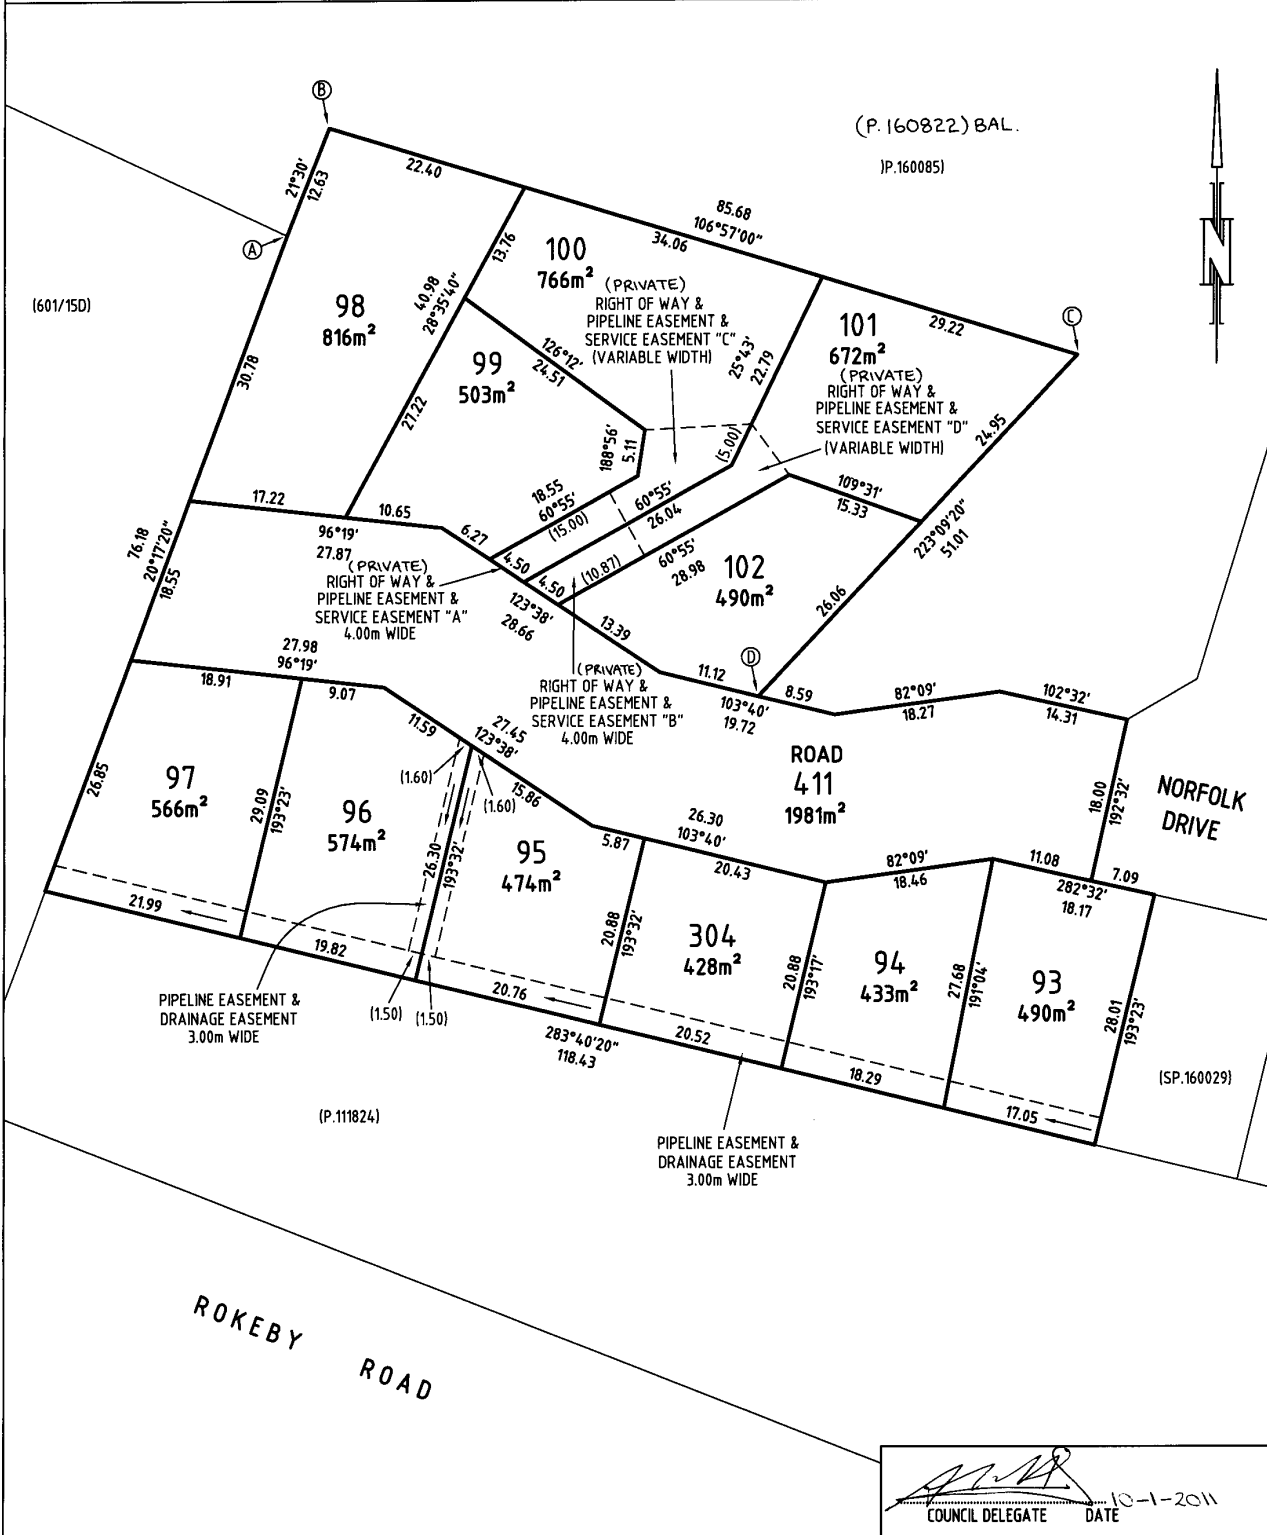 B
(P.160822) BAL.
)P.160085)
21°30'
12.63
22.40
85.68
106°57'00"
34.06
A
C
N
(601/15D)
13.76
40.98
28°35'40"
100
766m²
(PRIVATE)
RIGHT OF WAY &
PIPELINE EASEMENT &
SERVICE EASEMENT "C"
(VARIABLE WIDTH)
98
816m²
101
672m²
29.22
(PRIVATE)
RIGHT OF WAY &
PIPELINE EASEMENT &
SERVICE EASEMENT "D"
(VARIABLE WIDTH)
99
503m²
126°12'
24.51
25°43'
22.79
30.78
27.22
24.95
188°56'
5.11
(5.00)
17.22
10.65
96°19'
27.87
6.27
18.55
60°55'
(15.00)
60°55'
26.04
109°31'
15.33
223°09'20"
51.01
76.18
20°17'20"
18.55
(PRIVATE)
RIGHT OF WAY &
PIPELINE EASEMENT &
SERVICE EASEMENT "A"
4.00m WIDE
4.50
4.50
(10.87)
60°55'
28.98
102
490m²
26.06
123°38'
28.66
13.39
27.98
96°19'
18.91
9.07
(PRIVATE)
RIGHT OF WAY &
PIPELINE EASEMENT &
SERVICE EASEMENT "B"
4.00m WIDE
D
11.12
103°40'
19.72
8.59
82°09'
18.27
102°32'
14.31
11.59
27.45
123°38'
15.86
(1.60)
(1.60)
ROAD
411
1981m²
NORFOLK
DRIVE
18.00
192°32'
26.85
97
566m²
29.09
193°23'
96
574m²
26.30
193°32'
95
474m²
5.87
26.30
103°40'
20.43
82°09'
18.46
11.08
282°32'
18.17
7.09
21.99
19.82
20.88
193°32'
304
428m²
20.88
193°17'
94
433m²
27.68
191°04'
93
490m²
28.01
193°23'
PIPELINE EASEMENT &
DRAINAGE EASEMENT
3.00m WIDE
(1.50)
(1.50)
20.76
283°40'20"
118.43
20.52
18.29
17.05
(SP.160029)
(P.111824)
PIPELINE EASEMENT &
DRAINAGE EASEMENT
3.00m WIDE
ROKEBY ROAD
10-1-2011
COUNCIL DELEGATE DATE